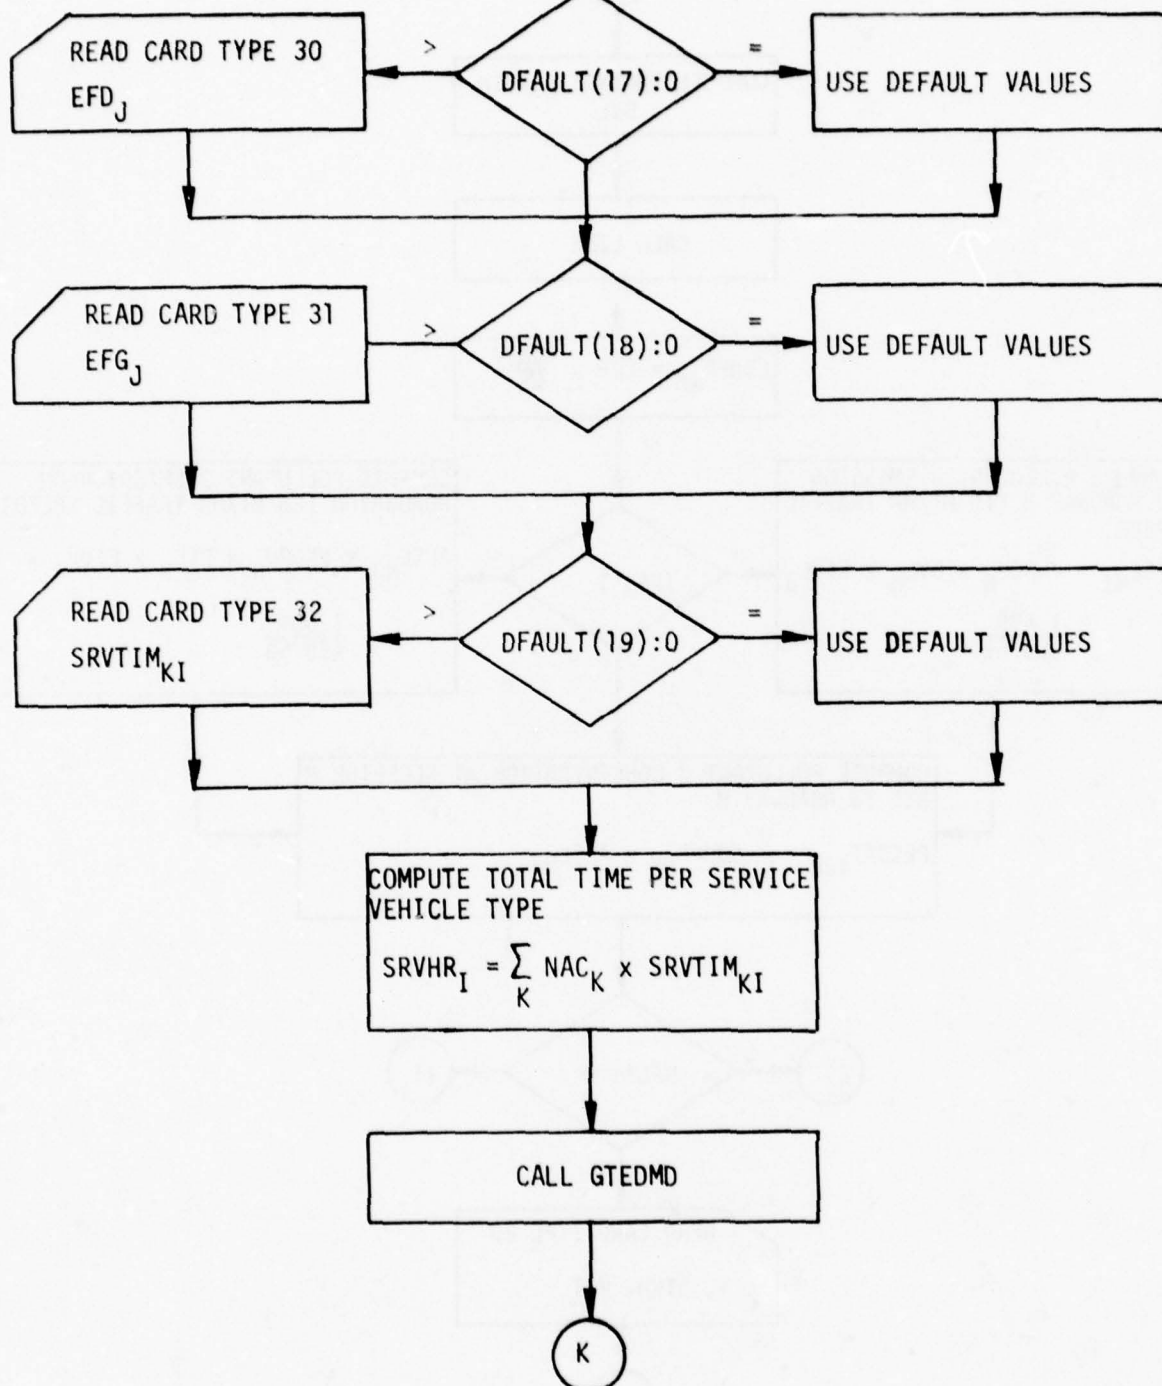 READ CARD TYPE 30
EFD_J
>
DFAULT(17):0
=
USE DEFAULT VALUES
READ CARD TYPE 31
EFG_J
>
DFAULT(18):0
=
USE DEFAULT VALUES
READ CARD TYPE 32
SRVTIM_KI
>
DFAULT(19):0
=
USE DEFAULT VALUES
COMPUTE TOTAL TIME PER SERVICE
VEHICLE TYPE
SRVHR_I = Σ_K NAC_K x SRVTIM_KI
CALL GTEDMD
K